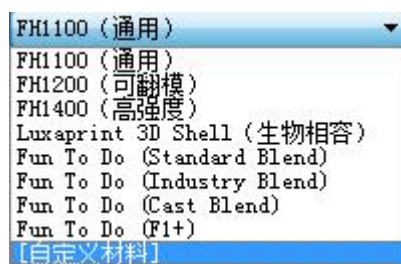 FH1100（通用）
FH1100（通用）
FH1200（可翻模）
FH1400（高强度）
Luxaprint 3D Shell（生物相容）
Fun To Do (Standard Blend)
Fun To Do (Industry Blend)
Fun To Do (Cast Blend)
Fun To Do (F1+)
[自定义材料]